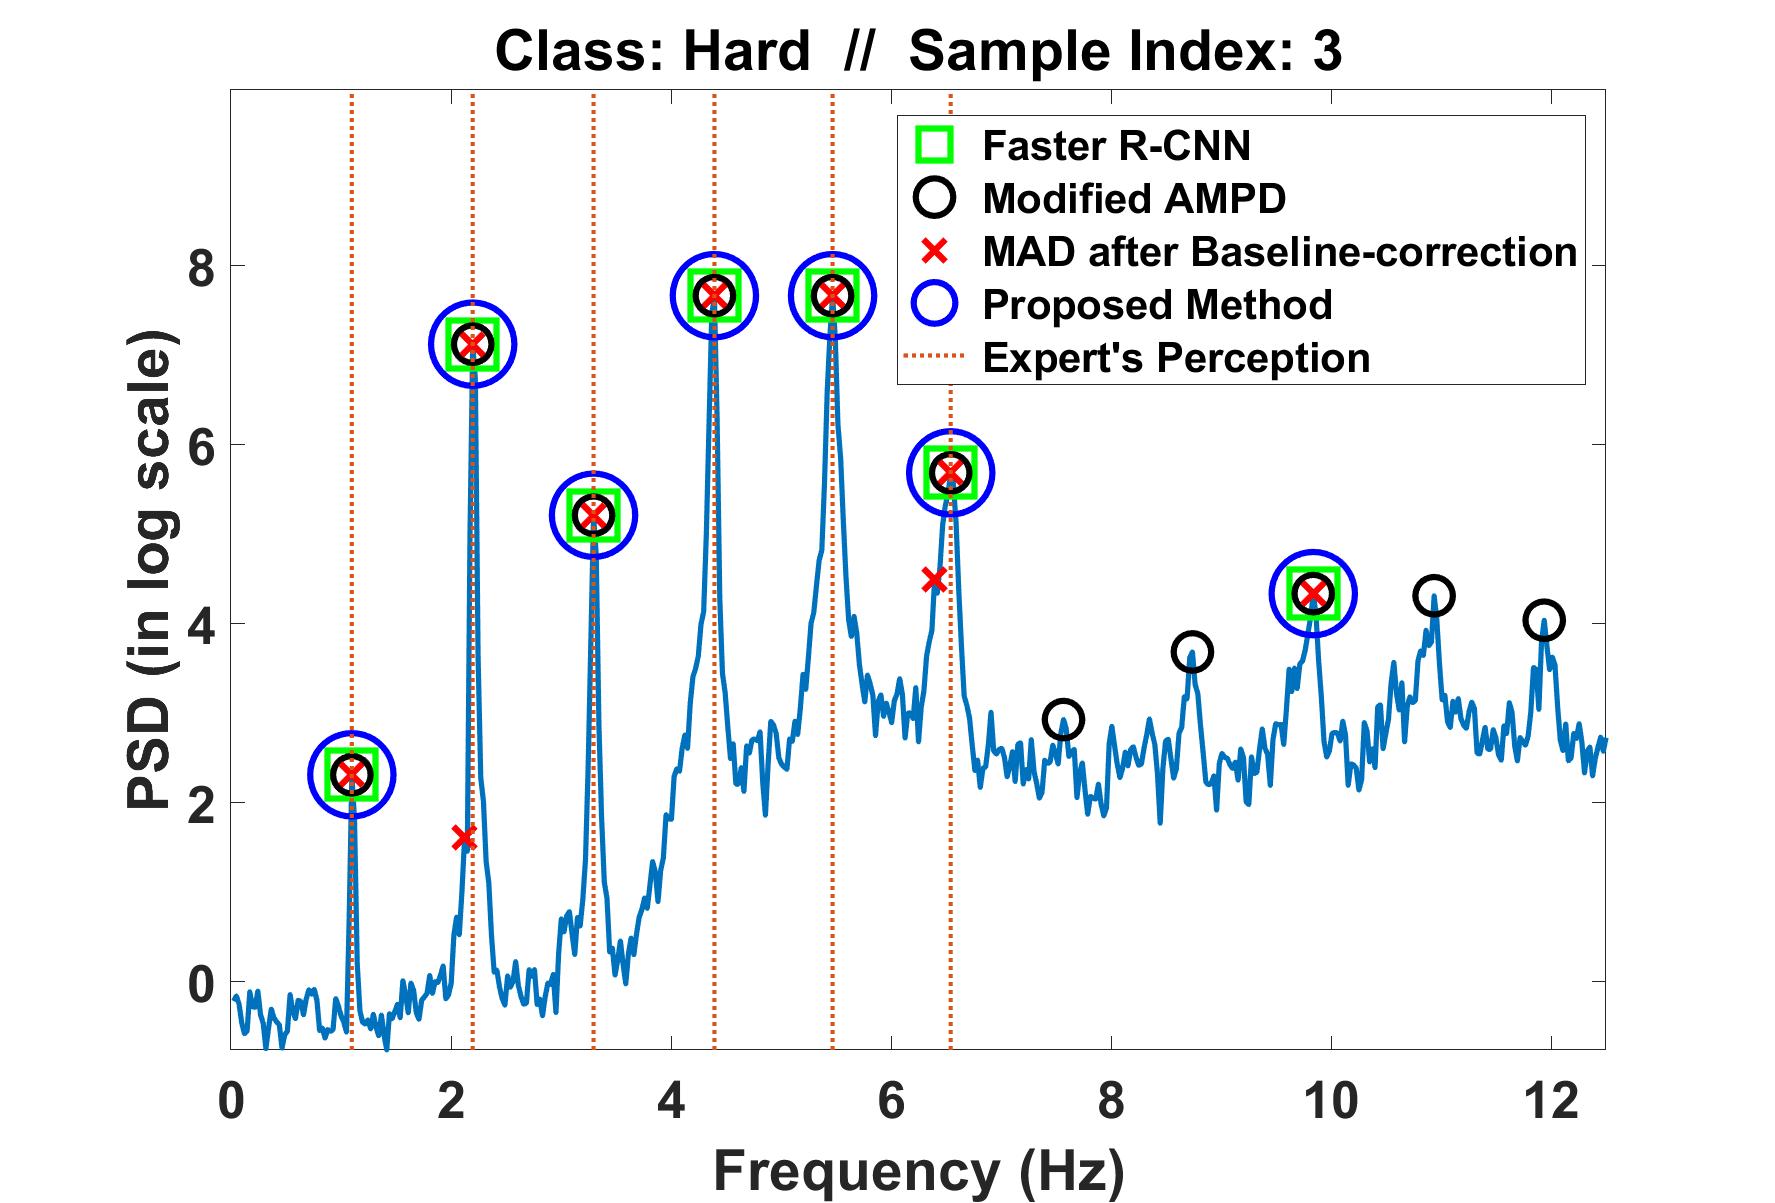 Class: Hard // Sample Index: 3
Faster R-CNN
Modified AMPD
MAD after Baseline-correction
Proposed Method
Expert's Perception
PSD (in log scale)
8
6
4
2
0
0 2 4 6 8 10 12
Frequency (Hz)